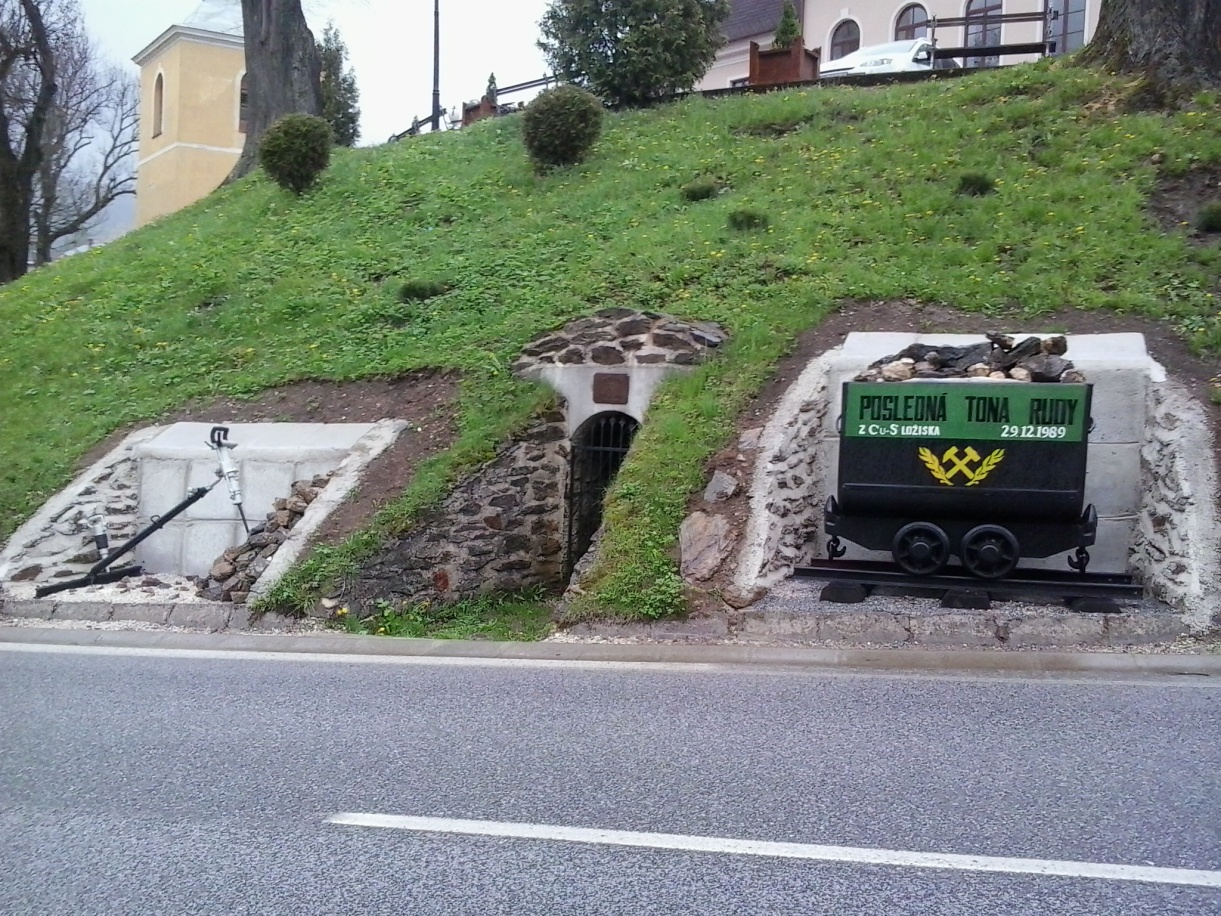 POSLEDNÁ TONA RUDY
Z Cu-S LOŽISKA 29.12.1989